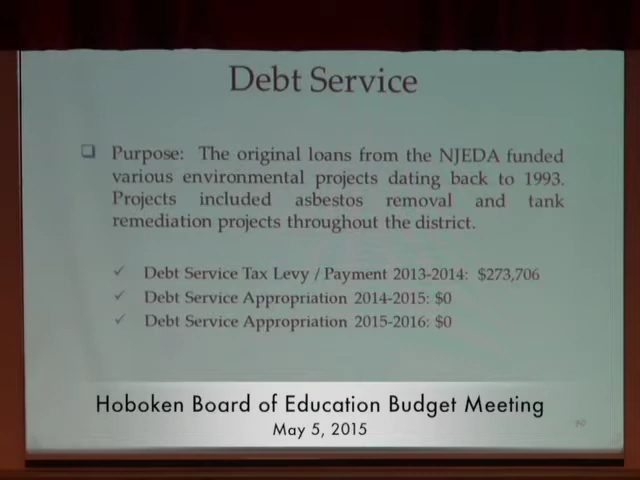 Debt Service
Purpose: The original loans from the NJEDA funded
various environmental projects dating back to 1993.
Projects included asbestos removal and tank
remediation projects throughout the district.
Debt Service Tax Levy / Payment 2013-2014: $273,706
Debt Service Appropriation 2014-2015: $0
Debt Service Appropriation 2015-2016: $0
Hoboken Board of Education Budget Meeting
May 5, 2015